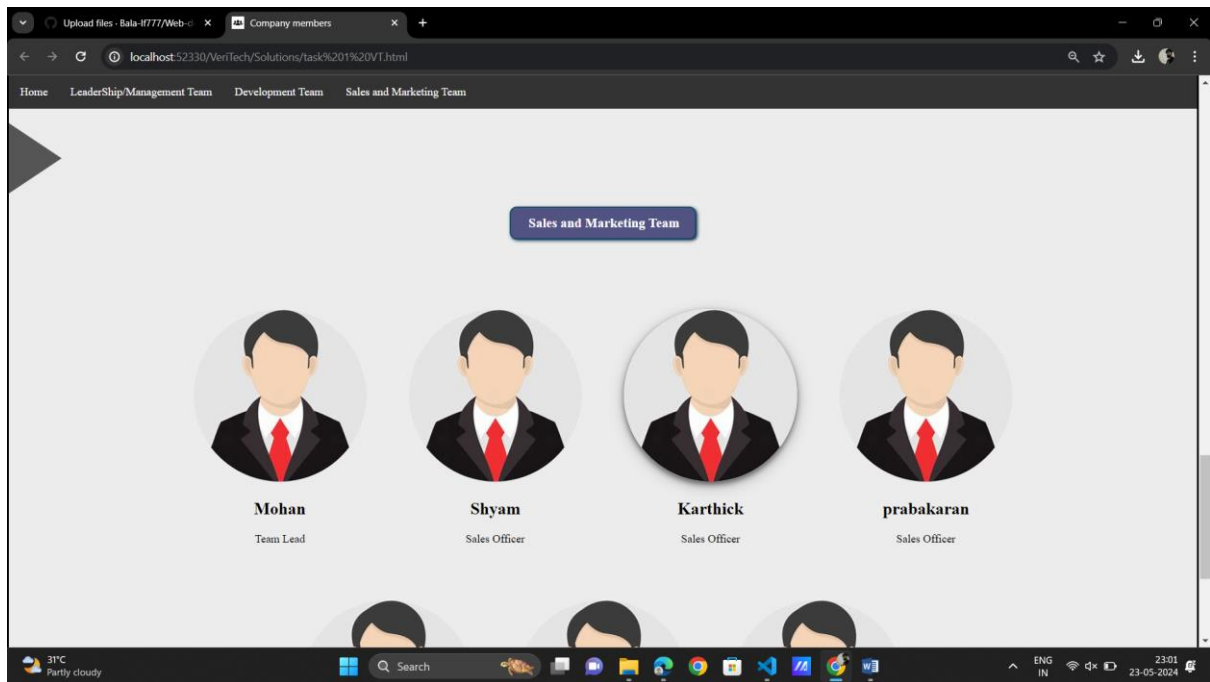 Upload files · Bala-lf777/Web-d
Company members
localhost:52330/VeriTech/Solutions/task%201%20VT.html
Home LeaderShip/Management Team Development Team Sales and Marketing Team
Sales and Marketing Team
Mohan Shyam Karthick prabakaran
Team Lead Sales Officer Sales Officer Sales Officer
31°C
Partly cloudy
Search
ENG
IN
23:01
23-05-2024